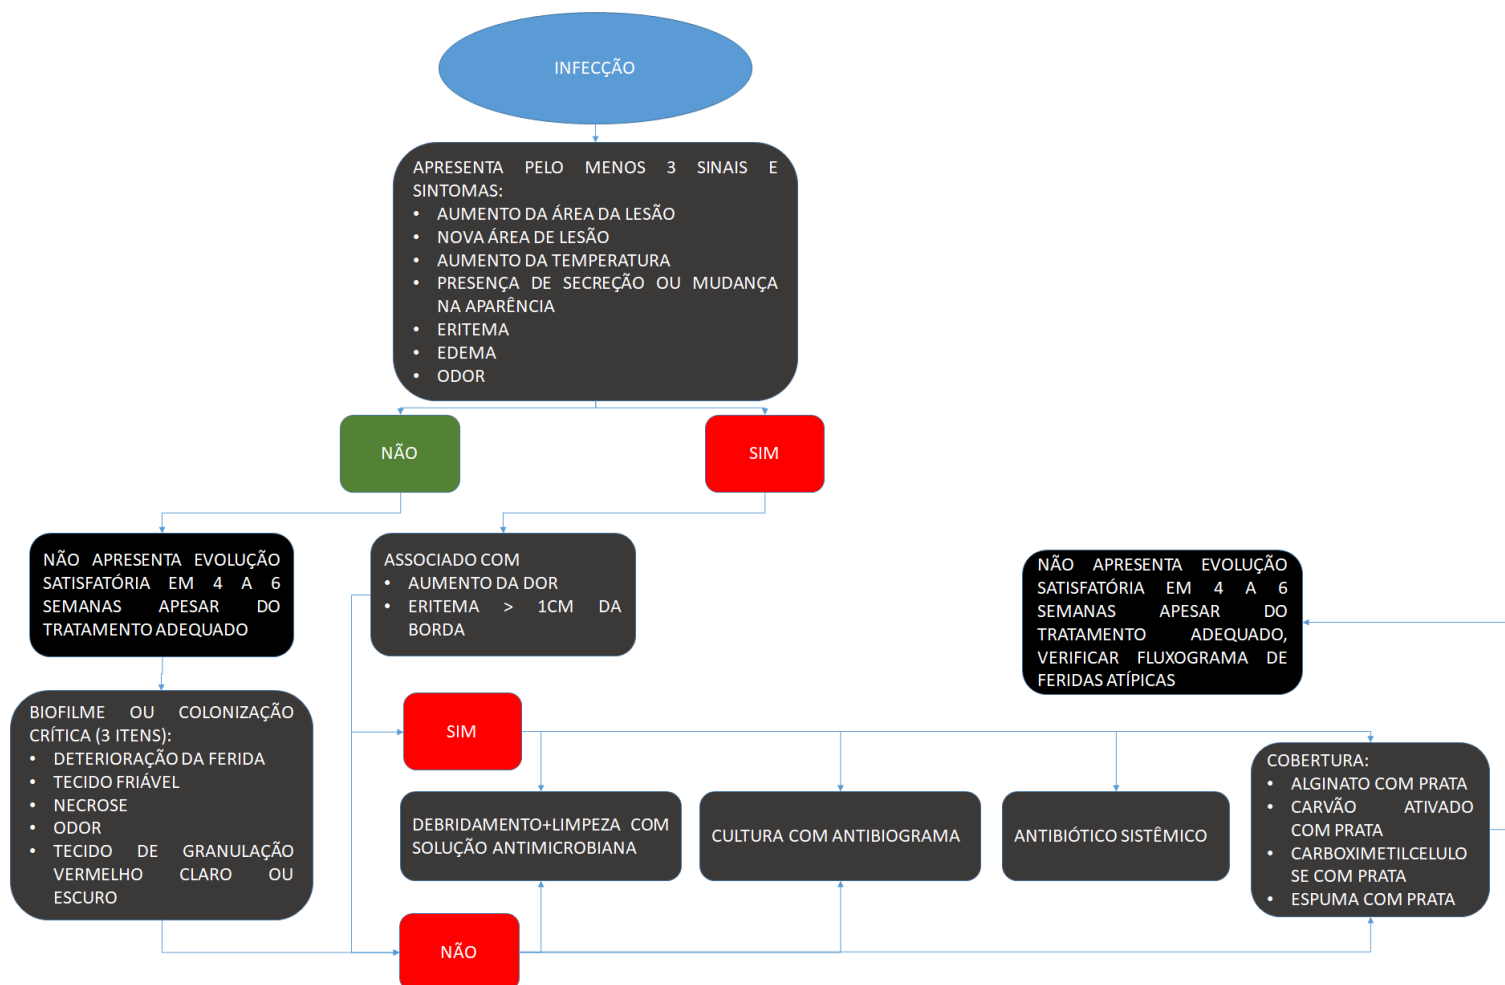 INFECÇÃO
APRESENTA PELO MENOS 3 SINAIS E
SINTOMAS:
• AUMENTO DA ÁREA DA LESÃO
• NOVA ÁREA DE LESÃO
• AUMENTO DA TEMPERATURA
• PRESENÇA DE SECREÇÃO OU MUDANÇA
NA APARÊNCIA
• ERITEMA
• EDEMA
• ODOR
NÃO
SIM
NÃO APRESENTA EVOLUÇÃO
SATISFATÓRIA EM 4 A 6
SEMANAS APESAR DO
TRATAMENTO ADEQUADO
ASSOCIADO COM
• AUMENTO DA DOR
• ERITEMA > 1CM DA
BORDA
NÃO APRESENTA EVOLUÇÃO
SATISFATÓRIA EM 4 A 6
SEMANAS APESAR DO
TRATAMENTO ADEQUADO,
VERIFICAR FLUXOGRAMA DE
FERIDAS ATÍPICAS
BIOFILME OU COLONIZAÇÃO
CRÍTICA (3 ITENS):
• DETERIORAÇÃO DA FERIDA
• TECIDO FRIÁVEL
• NECROSE
• ODOR
• TECIDO DE GRANULAÇÃO
VERMELHO CLARO OU
ESCURO
SIM
DEBRIDAMENTO+LIMPEZA COM
SOLUÇÃO ANTIMICROBIANA
CULTURA COM ANTIBIOGRAMA
ANTIBIÓTICO SISTÊMICO
COBERTURA:
• ALGINATO COM PRATA
• CARVÃO ATIVADO
COM PRATA
• CARBOXIMETILCELULO
SE COM PRATA
• ESPUMA COM PRATA
NÃO